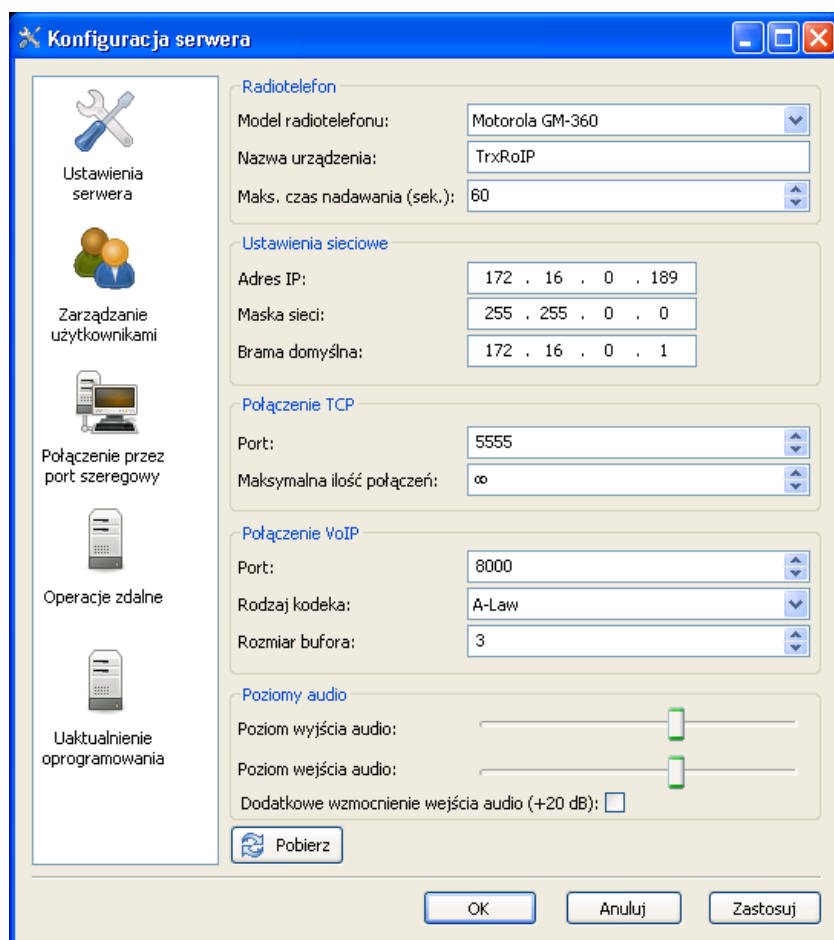 Konfiguracja serwera
Ustawienia
serwera
Zarządzanie
użytkownikami
Połączenie przez
port szeregowy
Operacje zdalne
Uaktualnienie
oprogramowania
Radiotelefon
Model radiotelefonu: Motorola GM-360
Nazwa urządzenia: TrxRoIP
Maks. czas nadawania (sek.): 60
Ustawienia sieciowe
Adres IP: 172 . 16 . 0 . 189
Maska sieci: 255 . 255 . 0 . 0
Brama domyślna: 172 . 16 . 0 . 1
Połączenie TCP
Port: 5555
Maksymalna ilość połączeń: ∞
Połączenie VoIP
Port: 8000
Rodzaj kodeka: A-Law
Rozmiar bufora: 3
Poziomy audio
Poziom wyjścia audio:
Poziom wejścia audio:
Dodatkowe wzmocnienie wejścia audio (+20 dB):
Pobierz
OK Anuluj Zastosuj